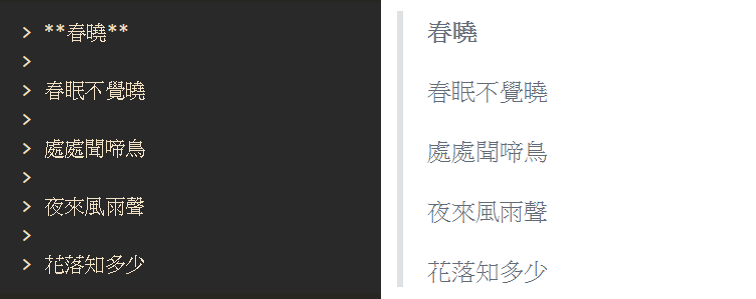 > **春曉**
>
> 春眠不覺曉
>
> 處處聞啼鳥
>
> 夜來風雨聲
>
> 花落知多少
春曉
春眠不覺曉
處處聞啼鳥
夜來風雨聲
花落知多少